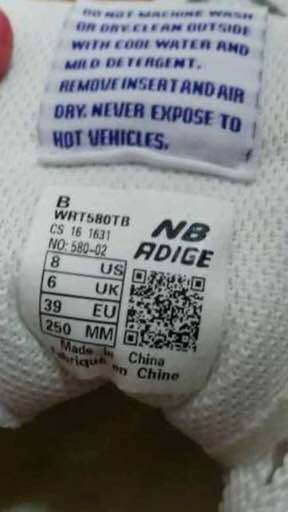 DO NOT MACHINE WASH
OR DRY.CLEAN OUTSIDE
WITH COOL WATER AND
MILD DETERGENT.
REMOVE INSERT AND AIR
DRY. NEVER EXPOSE TO
HOT VEHICLES.
B
WRT580TB
CS 16 1631
NO: 580-02
NB
ADIGE
8 US
6 UK
39 EU
250 MM
Made in China
Fabriqué en Chine